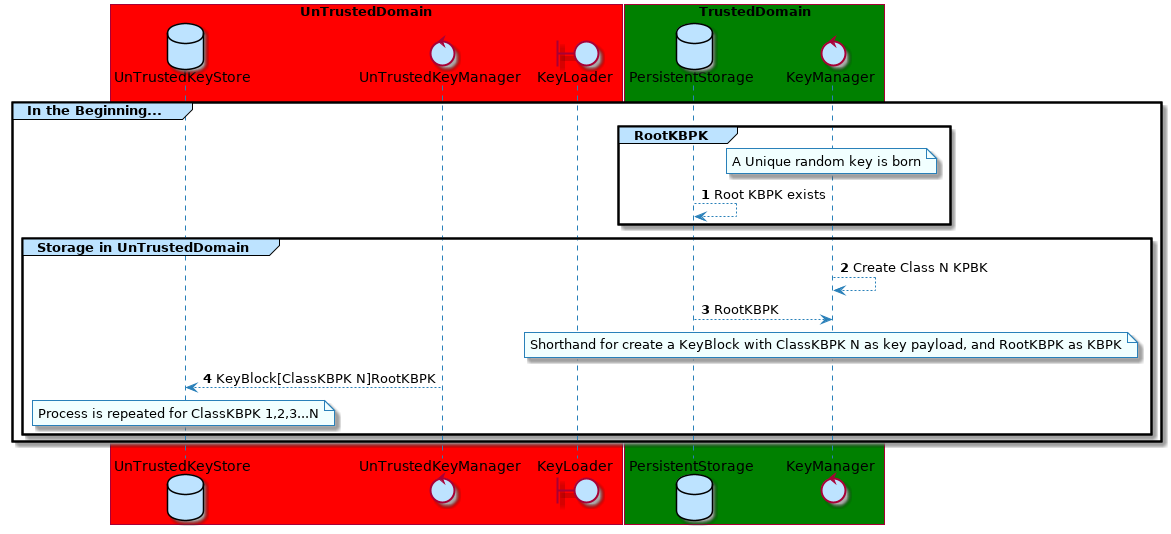 UnTrustedDomain
TrustedDomain
UnTrustedKeyStore
UnTrustedKeyManager
KeyLoader
PersistentStorage
KeyManager
In the Beginning...
RootKBPK
A Unique random key is born
1 Root KBPK exists
Storage in UnTrustedDomain
2 Create Class N KPBK
3 RootKBPK
Shorthand for create a KeyBlock with ClassKBPK N as key payload, and RootKBPK as KBPK
4 KeyBlock[ClassKBPK N]RootKBPK
Process is repeated for ClassKBPK 1,2,3...N
UnTrustedKeyStore
UnTrustedKeyManager
KeyLoader
PersistentStorage
KeyManager